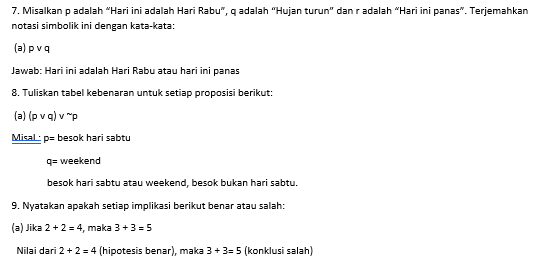 7. Misalkan p adalah “Hari ini adalah Hari Rabu”, q adalah “Hujan turun” dan r adalah “Hari ini panas”. Terjemahkan
notasi simbolik ini dengan kata-kata:
(a) p v q
Jawab: Hari ini adalah Hari Rabu atau hari ini panas
8. Tuliskan tabel kebenaran untuk setiap proposisi berikut:
(a) (p v q) v ~p
Misal : p= besok hari sabtu
q= weekend
besok hari sabtu atau weekend, besok bukan hari sabtu.
9. Nyatakan apakah setiap implikasi berikut benar atau salah:
(a) Jika 2 + 2 = 4, maka 3 + 3 = 5
Nilai dari 2 + 2 = 4 (hipotesis benar), maka 3 + 3= 5 (konklusi salah)